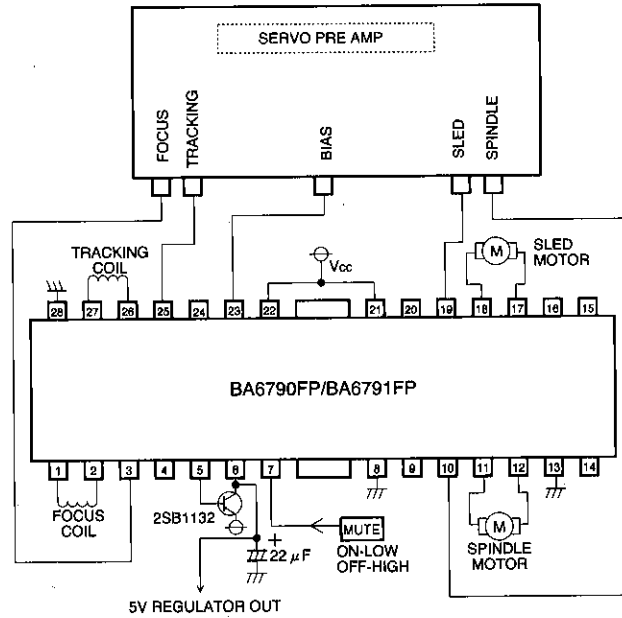 SERVO PRE AMP
FOCUS
TRACKING
BIAS
SLED
SPINDLE
TRACKING
COIL
Vcc
M
SLED
MOTOR
28 27 26 25 24 23 22 21 20 19 18 17 16 15
BA6790FP/BA6791FP
1 2 3 4 5 6 7 8 9 10 11 12 13 14
FOCUS
COIL
2SB1132
+
22 μF
MUTE
ON-LOW
OFF-HIGH
M
SPINDLE
MOTOR
5V REGULATOR OUT